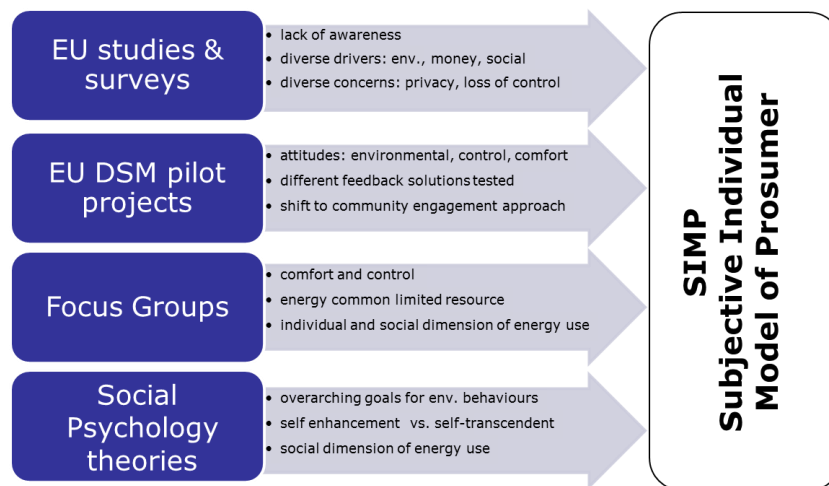 EU studies &
surveys
• lack of awareness
• diverse drivers: env., money, social
• diverse concerns: privacy, loss of control
EU DSM pilot
projects
• attitudes: environmental, control, comfort
• different feedback solutions tested
• shift to community engagement approach
Focus Groups
• comfort and control
• energy common limited resource
• individual and social dimension of energy use
Social
Psychology
theories
• overarching goals for env. behaviours
• self enhancement vs. self-transcendent
• social dimension of energy use
SIMP
Subjective Individual
Model of Prosumer